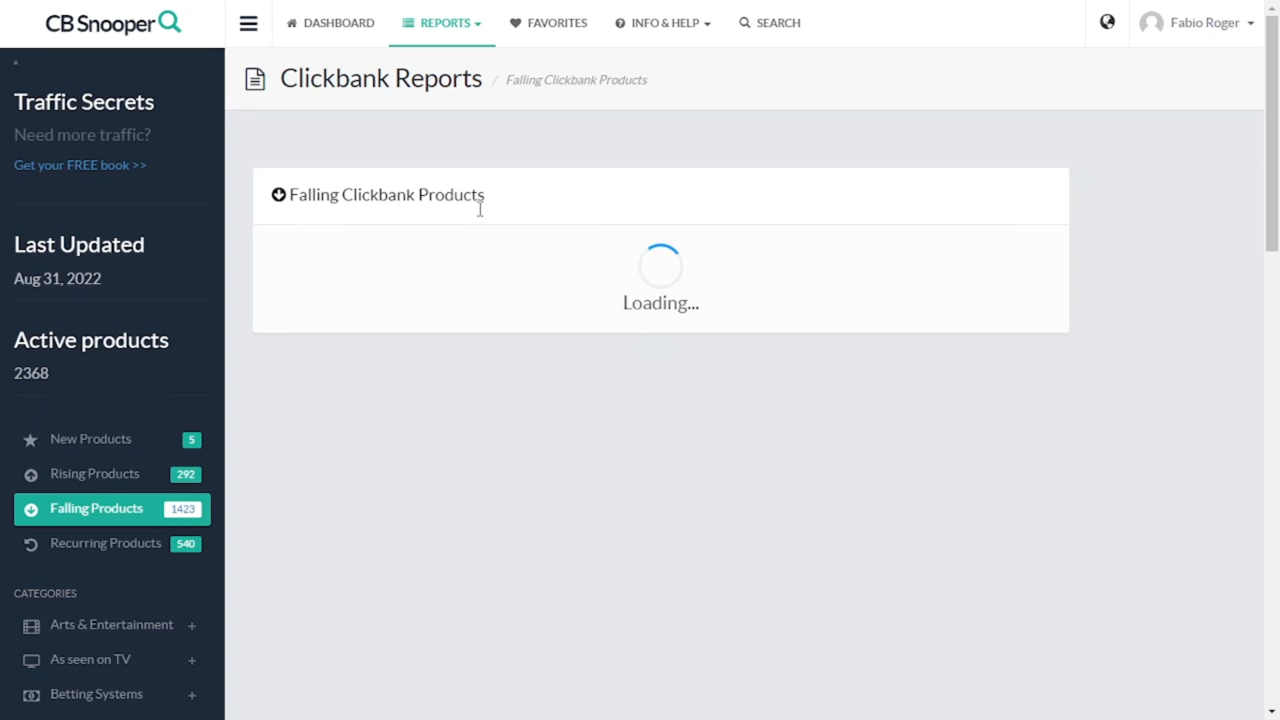 CB Snooper
DASHBOARD
REPORTS
FAVORITES
INFO & HELP
SEARCH
Fabio Roger
Traffic Secrets
Need more traffic?
Get your FREE book >>
Last Updated
Aug 31, 2022
Active products
2368
New Products 5
Rising Products 292
Falling Products 1423
Recurring Products 540
CATEGORIES
Arts & Entertainment +
As seen on TV +
Betting Systems +
Clickbank Reports / Falling Clickbank Products
Falling Clickbank Products
Loading...